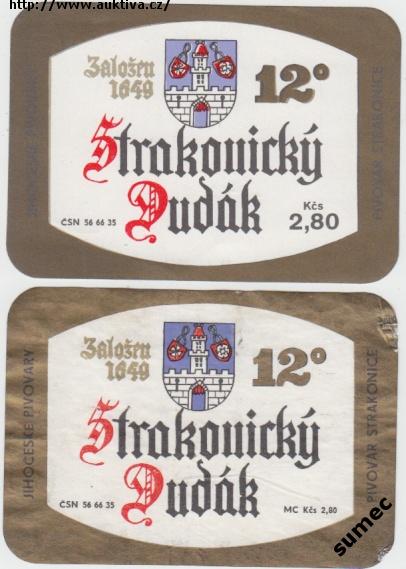 http://www.auktiva.cz/
Založen
1649
12°
Strakonický
Dudák
ČSN 56 66 35
Kčs
2,80
JIHOČESKÉ
PIVOVAR STRAKONICE
Založen
1649
12°
Strakonický
Dudák
ČSN 56 66 35
MC Kčs 2,80
JIHOČESKÉ PIVOVARY
PIVOVAR STRAKONICE
sumec